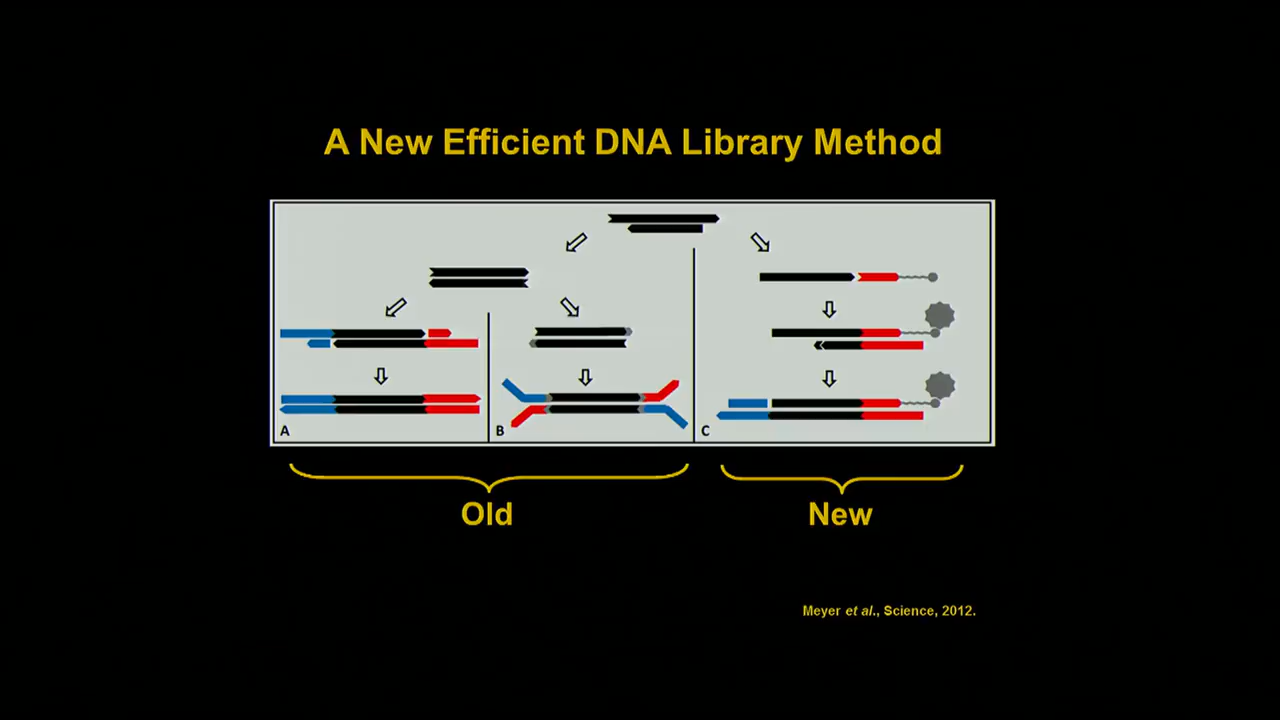 A New Efficient DNA Library Method
A
B
C
Old
New
Meyer et al., Science, 2012.